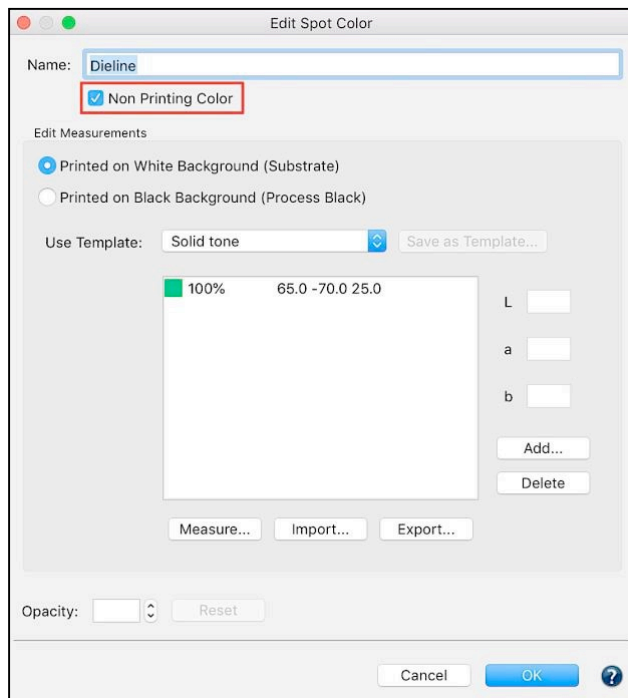 Edit Spot Color
Name: Dieline
Non Printing Color
Edit Measurements
Printed on White Background (Substrate)
Printed on Black Background (Process Black)
Use Template: Solid tone Save as Template...
100% 65.0 -70.0 25.0
L
a
b
Add...
Delete
Measure... Import... Export...
Opacity: Reset
Cancel OK ?